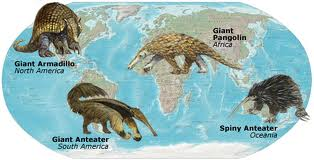 Giant
Pangolin
Africa
Giant Armadillo
North America
Giant Anteater
South America
Spiny Anteater
Oceania